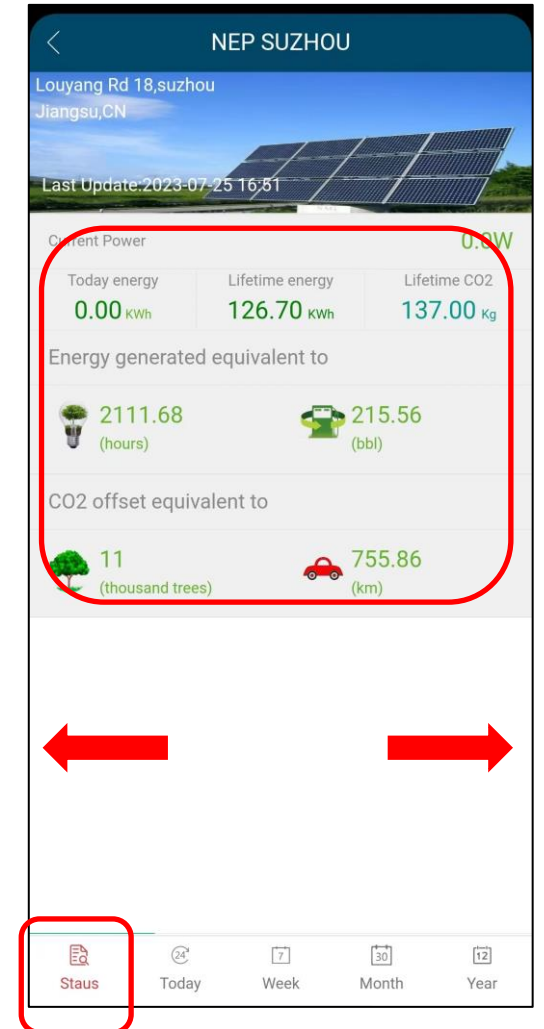 NEP SUZHOU
Louyang Rd 18,suzhou
Jiangsu,CN
Last Update:2023-07-25 16:51
Current Power 0.0W
Today energy Lifetime energy Lifetime CO2
0.00 KWh 126.70 KWh 137.00 Kg
Energy generated equivalent to
2111.68 215.56
(hours) (bbl)
CO2 offset equivalent to
11 755.86
(thousand trees) (km)
24 7 30 12
Staus Today Week Month Year